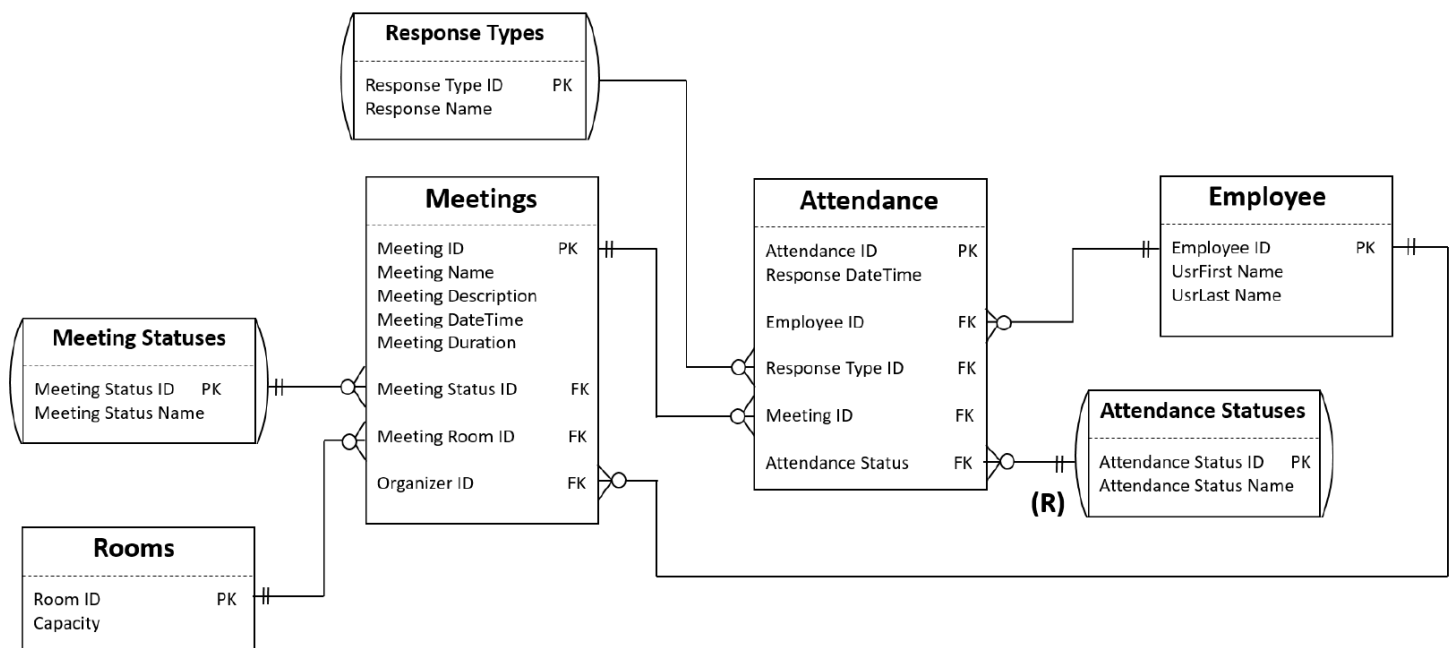 Response Types
Response Type ID PK
Response Name
Meetings
Meeting ID PK
Meeting Name
Meeting Description
Meeting DateTime
Meeting Duration
Meeting Status ID FK
Meeting Room ID FK
Organizer ID FK
Attendance
Attendance ID PK
Response DateTime
Employee ID FK
Response Type ID FK
Meeting ID FK
Attendance Status FK
Employee
Employee ID PK
UsrFirst Name
UsrLast Name
Meeting Statuses
Meeting Status ID PK
Meeting Status Name
Attendance Statuses
Attendance Status ID PK
Attendance Status Name
(R)
Rooms
Room ID PK
Capacity